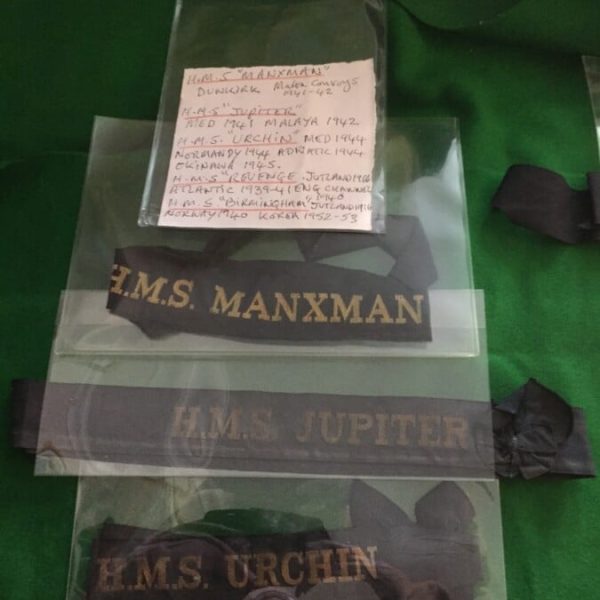 H.M.S "MANXMAN"
DUNKIRK Malta Convoys
1941-42
H.M.S "JUPITER"
MED 1941 MALAYA 1942
H.M.S. "URCHIN" MED 1944
NORMANDY 1944 ADRIATIC 1944
OKINAWA 1945.
H.M.S "REVENGE. JUTLAND 1916
ATLANTIC 1939-41 ENG CHANNEL
1940
H.M.S "BIRMINGHAM" JUTLAND 1916
NORWAY 1940 KOREA 1952-53
H.M.S. MANXMAN
H.M.S. JUPITER
H.M.S. URCHIN